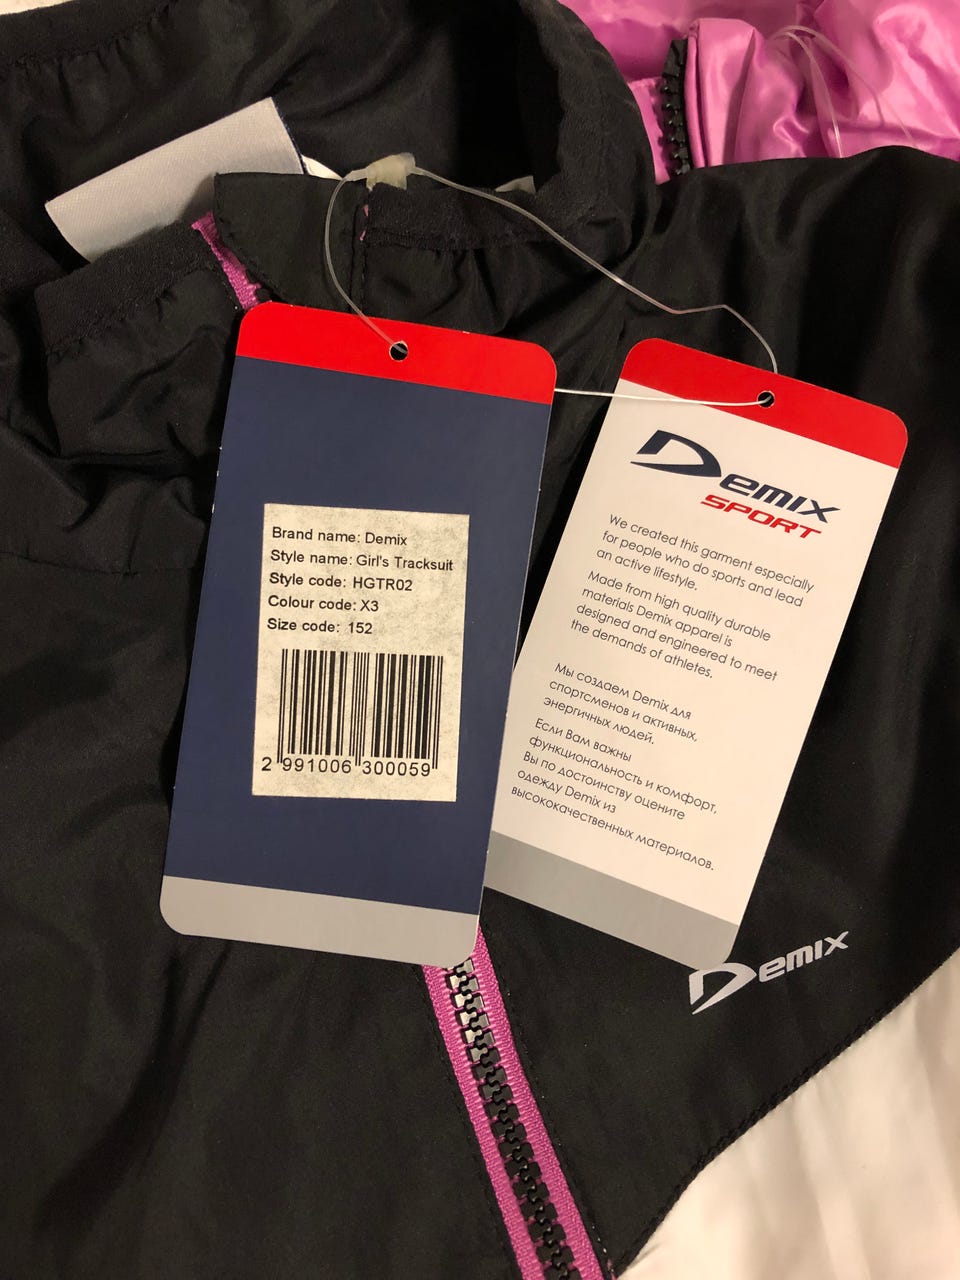 Brand name: Demix
Style name: Girl's Tracksuit
Style code: HGTR02
Colour code: X3
Size code: 152
2 991006 300059
Demix
SPORT
We created this garment especially
for people who do sports and lead
an active lifestyle.
Made from high quality durable
materials Demix apparel is
designed and engineered to meet
the demands of athletes.
Мы создаем Demix для
спортсменов и активных,
энергичных людей.
Если Вам важны
функциональность и комфорт,
Вы по достоинству оцените
одежду Demix из
высококачественных материалов.
Demix